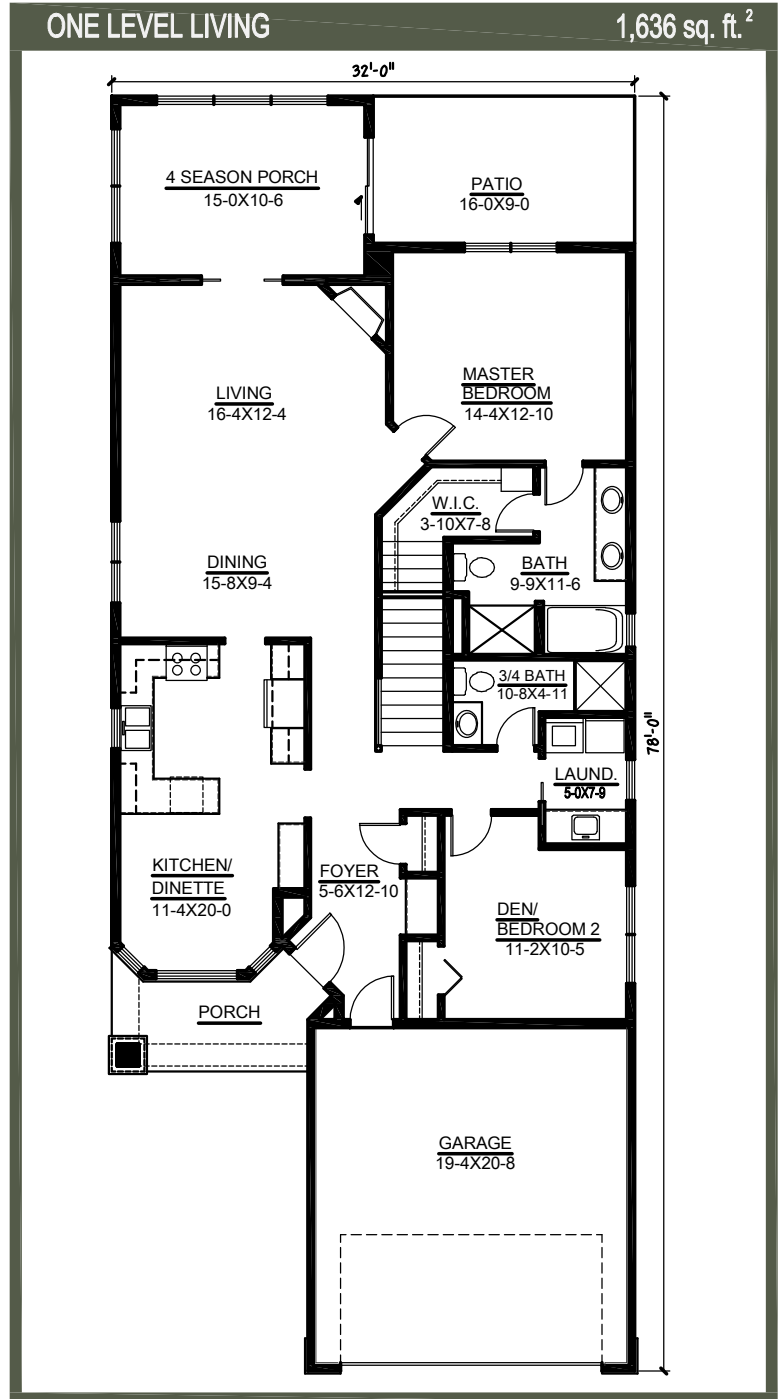 ONE LEVEL LIVING
1,636 sq. ft.²
32'-0"
4 SEASON PORCH
15-0X10-6
PATIO
16-0X9-0
MASTER
BEDROOM
14-4X12-10
LIVING
16-4X12-4
W.I.C.
3-10X7-8
DINING
15-8X9-4
BATH
9-9X11-6
3/4 BATH
10-8X4-11
78'-0"
LAUND.
5-0X7-9
KITCHEN/
DINETTE
11-4X20-0
FOYER
5-6X12-10
DEN/
BEDROOM 2
11-2X10-5
PORCH
GARAGE
19-4X20-8